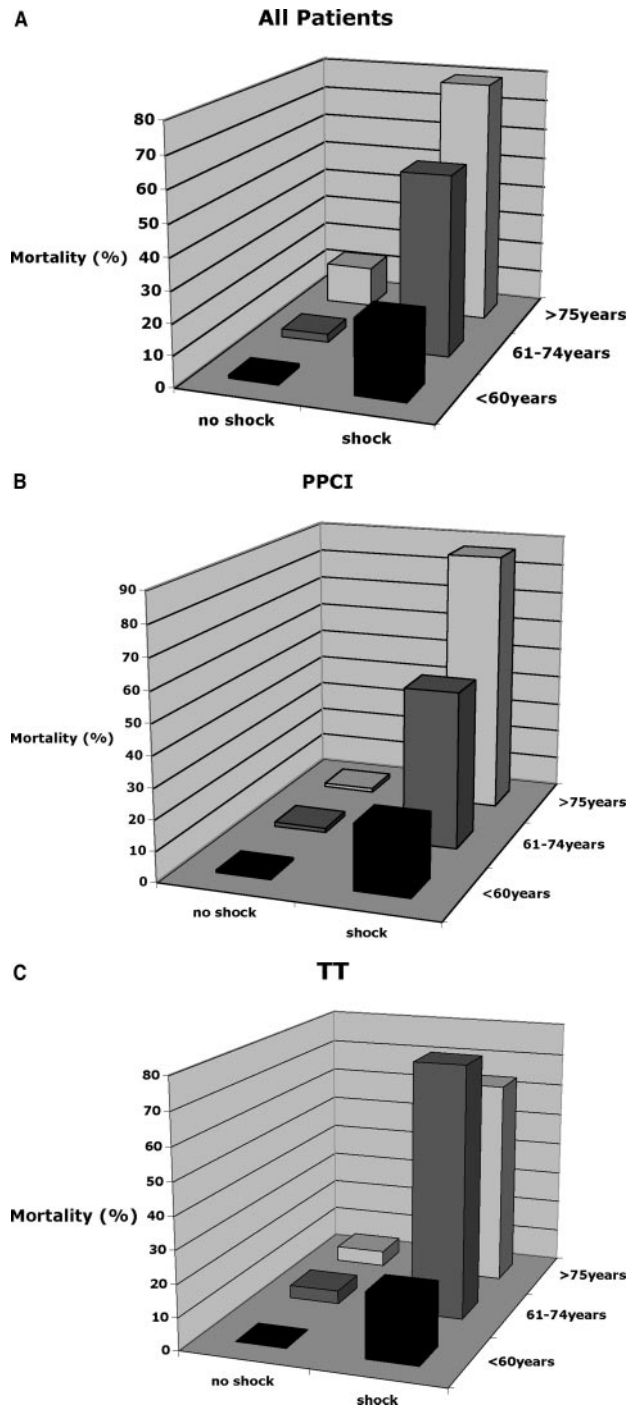 A
All Patients
80
70
60
50
40
30
20
10
0
Mortality (%)
no shock
shock
>75years
61-74years
<60years
B
PPCI
90
80
70
60
50
40
30
20
10
0
Mortality (%)
no shock
shock
>75years
61-74years
<60years
C
TT
80
70
60
50
40
30
20
10
0
Mortality (%)
no shock
shock
>75years
61-74years
<60years